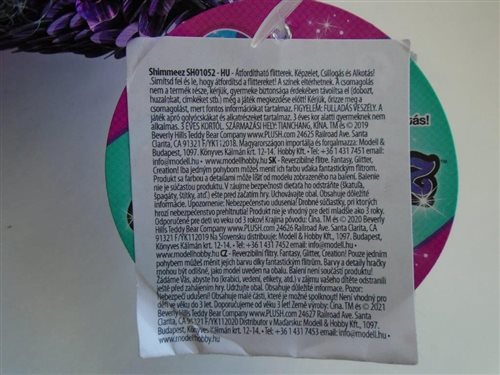 Shimmeez SH01052 - HU - Átfordítható flitterek. Képzelet, Csillogás és Alkotás!
Simítsd fel és le, hogy átfordítsd a flittereket! A színek eltérhetnek. A csomagolás
nem a termék része, kérjük, gyermeke biztonsága érdekében távolítsa el (dobozt,
huzalokat, címkéket stb.) még a játék megkezdése előtt! Kérjük, őrizze meg a
csomagolást, mert fontos információkat tartalmaz. FIGYELEM: FULLADÁS VESZÉLY. A
játék apró golyócskákat és alkatrészeket tartalmaz. 3 éves kor alatti gyermeknek nem
alkalmas. 3 ÉVES KORTÓL. SZÁRMAZÁSI HELY: TIANCHANG, KÍNA. TM és © 2019
Beverly Hills Teddy Bear Company www.PLUSH.com 24625 Railroad Ave. Santa
Clarita, CA 91321 F/YK112018. Magyarországon importálja és forgalmazza: Modell &
Budapest, 1097. Könyves Kálmán krt. 12-14. Hobby Kft. • Tel: +36 1 431 7451 email:
info@modell.hu • www.modellhobby.hu SK - Reverzibilné flitre. Fantasy, Glitter,
Creation! Iba jedným pohybom môžeš meniť ich farbu vďaka fantastickým flitrom.
Product sa farbou a detailami môže líšiť od modelu zobrazeného na balení. Balenie
nie je súčasťou produktu. V záujme bezpečnosti dieťaťa ho odstráňte (škatuľa,
špagáty, štítky, atď.) ešte pred začatím hry. Uchovávajte obal. Obsahuje dôležité
informácie. Upozornenie: Nebezpečenstvo udusenia! Drobné súčiastky, pri ktorých
hrozí nebezpečenstvo prehltnutia! Produkt nie je vhodný pre deti mladšie ako 3 roky.
Odporučené pre deti vo veku od 3 rokov. Krajina pôvodu: Čína. TM és © 2020 Beverly
Hills Teddy Bear Company www.PLUSH.com 24626 Railroad Ave. Santa Clarita, CA
91321 F/YK112019 Na Slovensku distribuuje: Modell & Hobby Kft., 1097. Budapest,
Könyves Kálmán krt. 12-14. • Tel: +36 1 431 7452 email: info@modell.hu •
www.modellhobby.hu CZ - Reverzibilní flitry. Fantasy, Glitter, Creation! Pouze jedním
pohybem můžeš měnit jejich barvu díky fantastickým flitrům. Barvy a detaily hračky
mohou být odlišné, jako model uveden na obalu. Balení není součástí produktu!
Žádáme Vás, abyste ho (krabici, vedení, etikety, atd.) v zájmu našeho dítěte odstranili
ještě před zahájením hry. Udržujte obal. Obsahuje důležité informace. Pozor:
Nebezpečí udušení! Obsahuje malé části, které je možné spolknout! Není vhodný pro
děti ve věku do 3 let. Doporučujeme od věku 3 let! Země výroby: Čína. TM és © 2021
Beverly Hills Teddy Bear Company www.PLUSH.com 24627 Railroad Ave. Santa Clarita,
CA 91321 F/YK112020 Distributor v Maďarsku: Modell & Hobby Kft., 1097.
Budapest, Könyves Kálmán krt. 12-14. • Tel: +36 1 431 7453 email: info@modell.hu •
www.modellhobby.hu